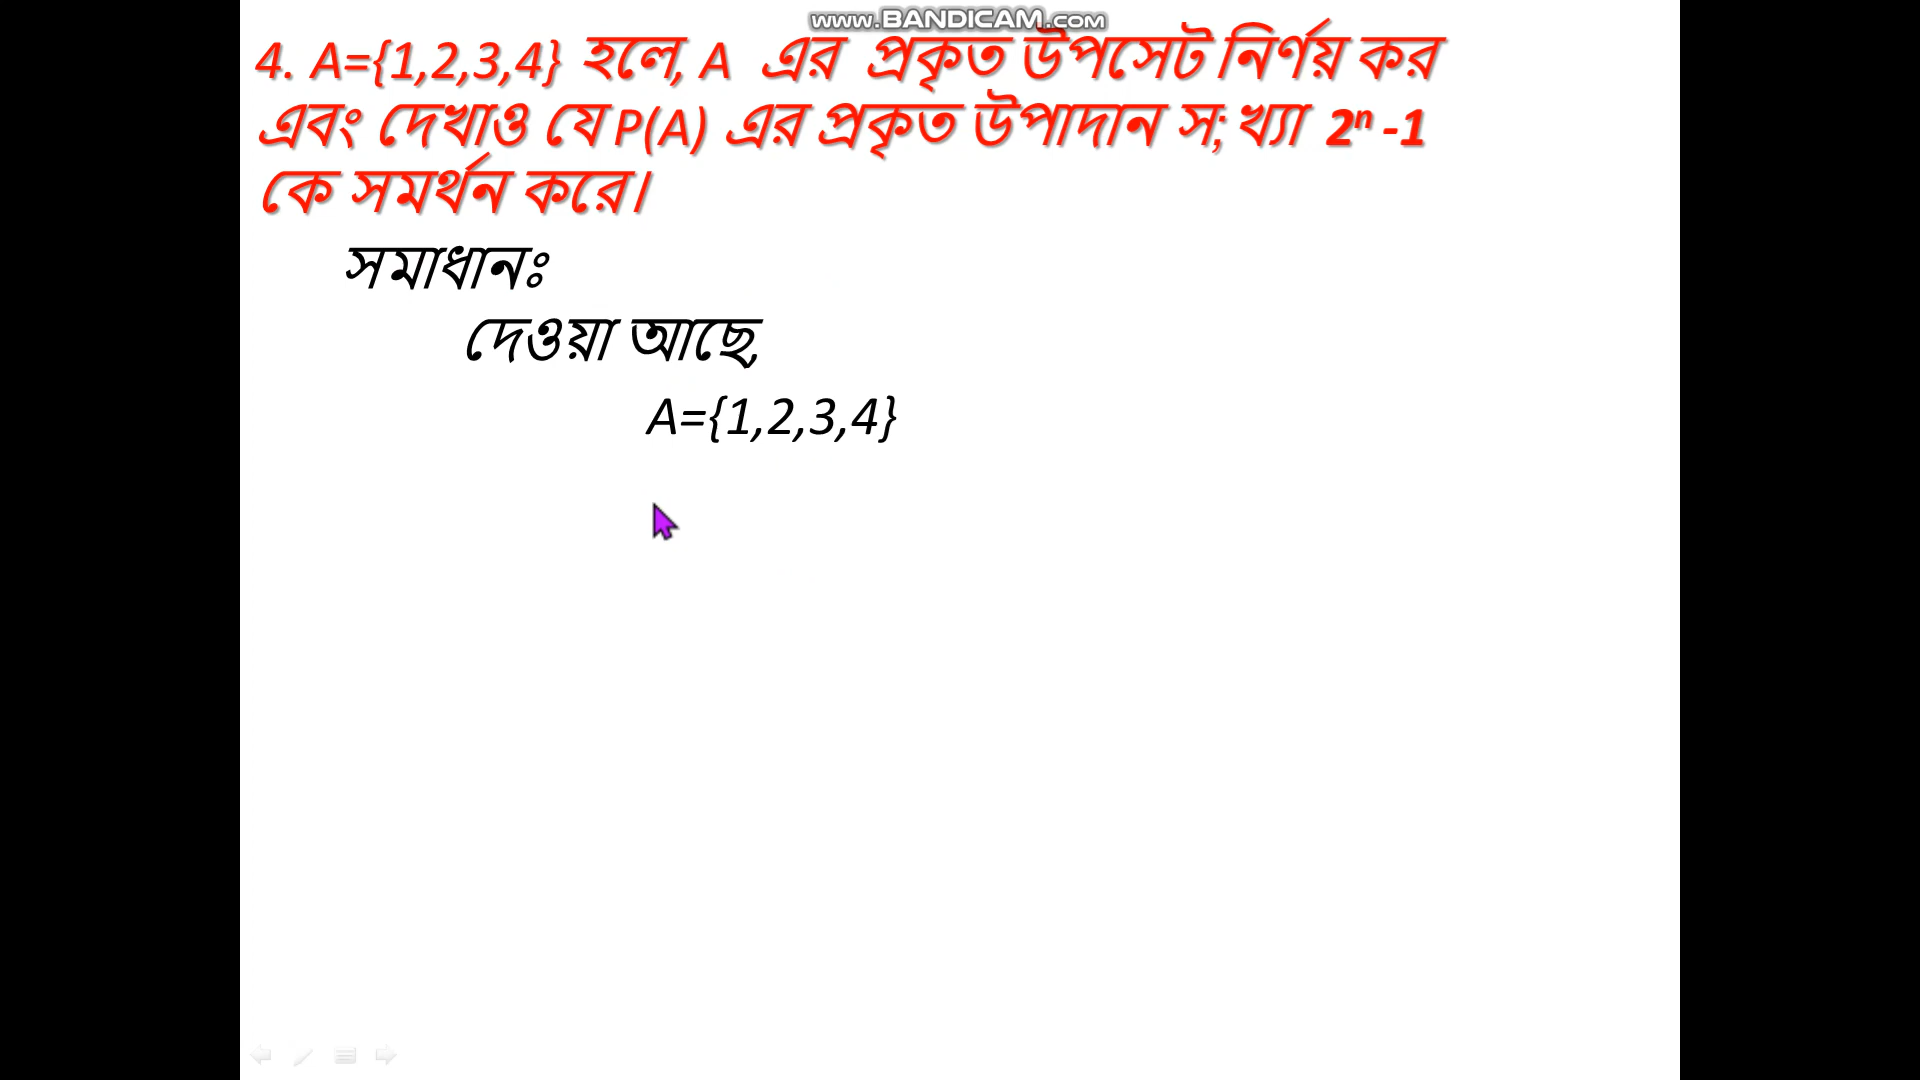 www.BANDICAM.com
4. A={1,2,3,4} হলে, A এর প্রকৃত উপসেট নির্ণয় কর
এবং দেখাও যে P(A) এর প্রকৃত উপাদান স;খ্যা 2ⁿ -1
কে সমর্থন করে।
সমাধানঃ
দেওয়া আছে,
A={1,2,3,4}